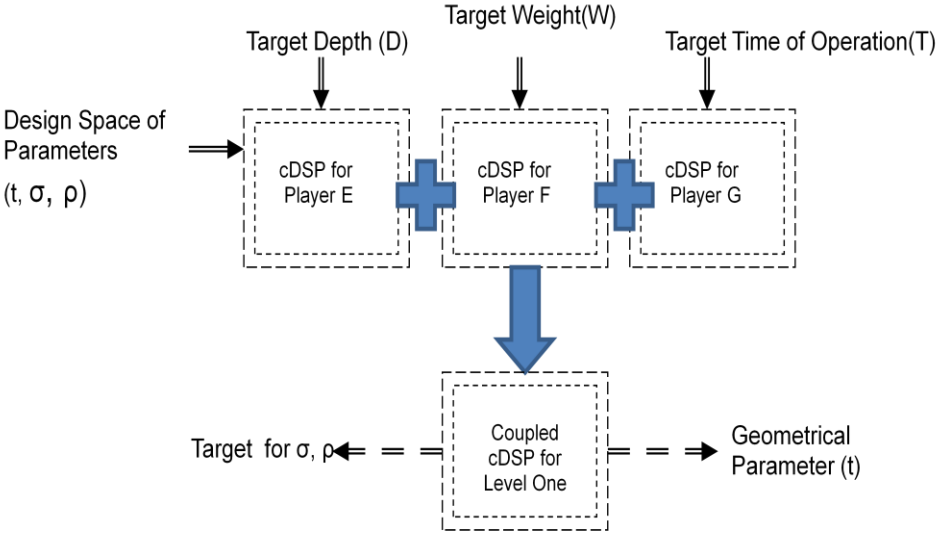 Target Depth (D)
Target Weight(W)
Target Time of Operation(T)
Design Space of
Parameters
(t, σ, ρ)
cDSP for
Player E
cDSP for
Player F
cDSP for
Player G
Coupled
cDSP for
Level One
Target for σ, ρ
Geometrical
Parameter (t)